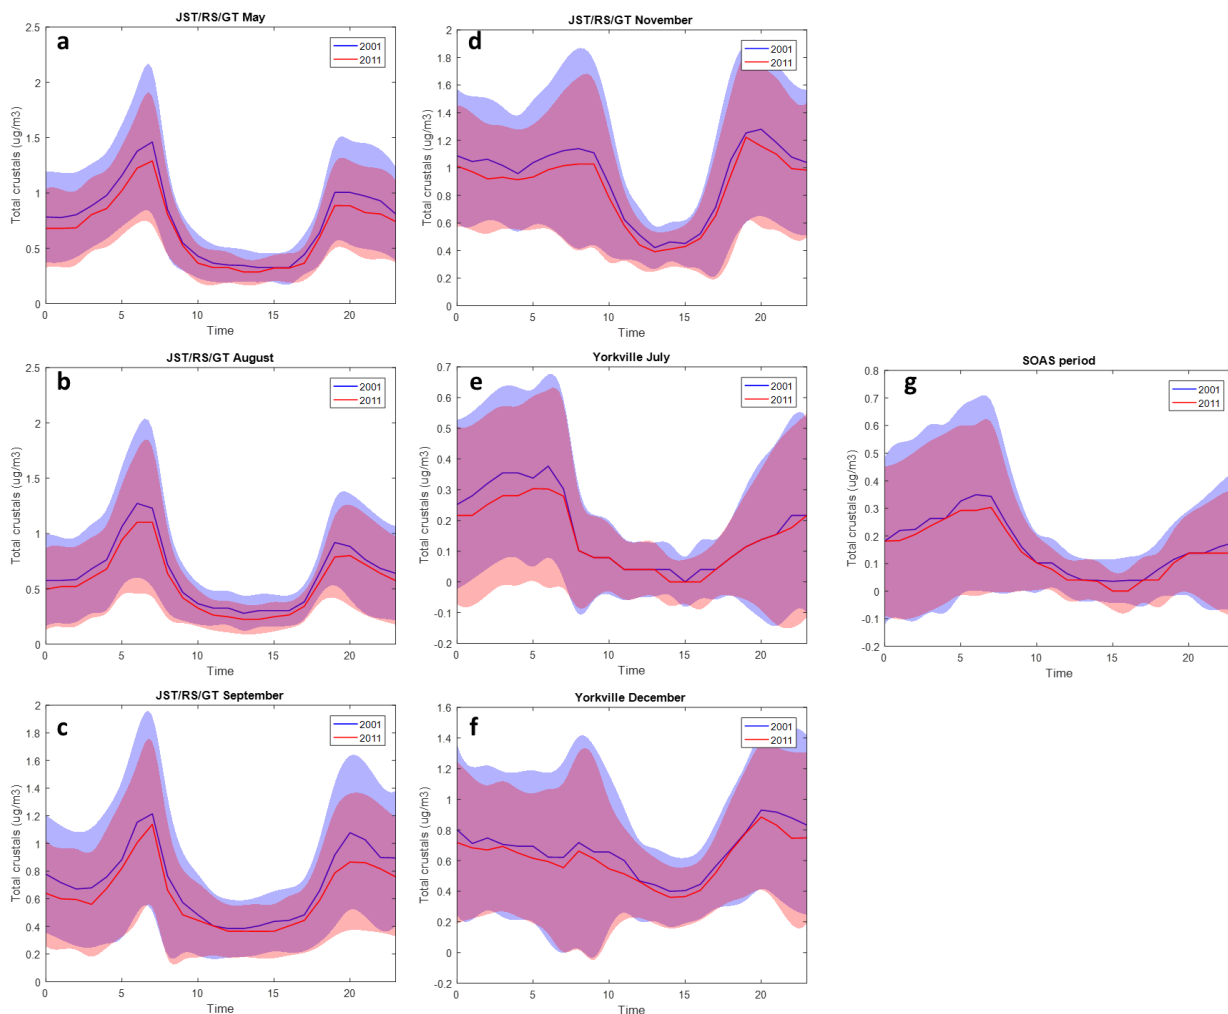 JST/RS/GT May
a
2001
2011
2.5
2
1.5
1
0.5
0
Total crustals (ug/m3)
0 5 10 15 20
Time
JST/RS/GT November
d
2001
2011
2
1.8
1.6
1.4
1.2
1
0.8
0.6
0.4
0.2
0
Total crustals (ug/m3)
0 5 10 15 20
Time
JST/RS/GT August
b
2001
2011
2.5
2
1.5
1
0.5
0
Total crustals (ug/m3)
0 5 10 15 20
Time
Yorkville July
e
2001
2011
0.7
0.6
0.5
0.4
0.3
0.2
0.1
0
-0.1
-0.2
Total crustals (ug/m3)
0 5 10 15 20
Time
SOAS period
g
2001
2011
0.8
0.7
0.6
0.5
0.4
0.3
0.2
0.1
0
-0.1
-0.2
Total crustals (ug/m3)
0 5 10 15 20
Time
JST/RS/GT September
c
2001
2011
2
1.8
1.6
1.4
1.2
1
0.8
0.6
0.4
0.2
0
Total crustals (ug/m3)
0 5 10 15 20
Time
Yorkville December
f
2001
2011
1.6
1.4
1.2
1
0.8
0.6
0.4
0.2
0
-0.2
Total crustals (ug/m3)
0 5 10 15 20
Time